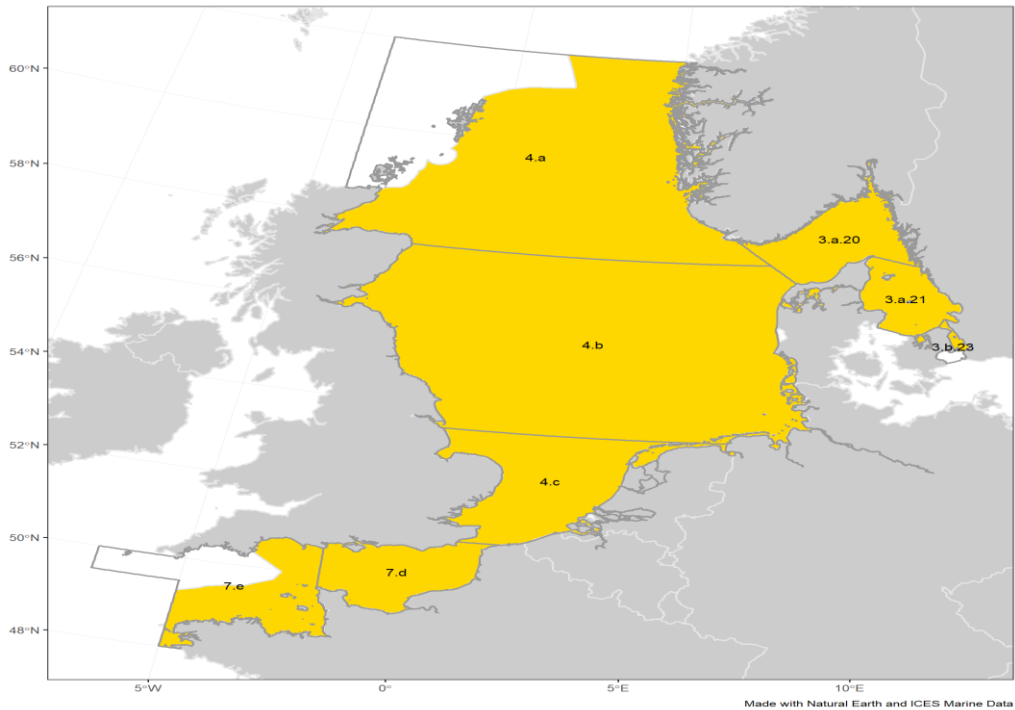 60°N
58°N
56°N
54°N
52°N
50°N
48°N
4.a
3.a.20
3.a.21
4.b
3.b.23
4.c
7.d
7.e
5°W
0°
5°E
10°E
Made with Natural Earth and ICES Marine Data